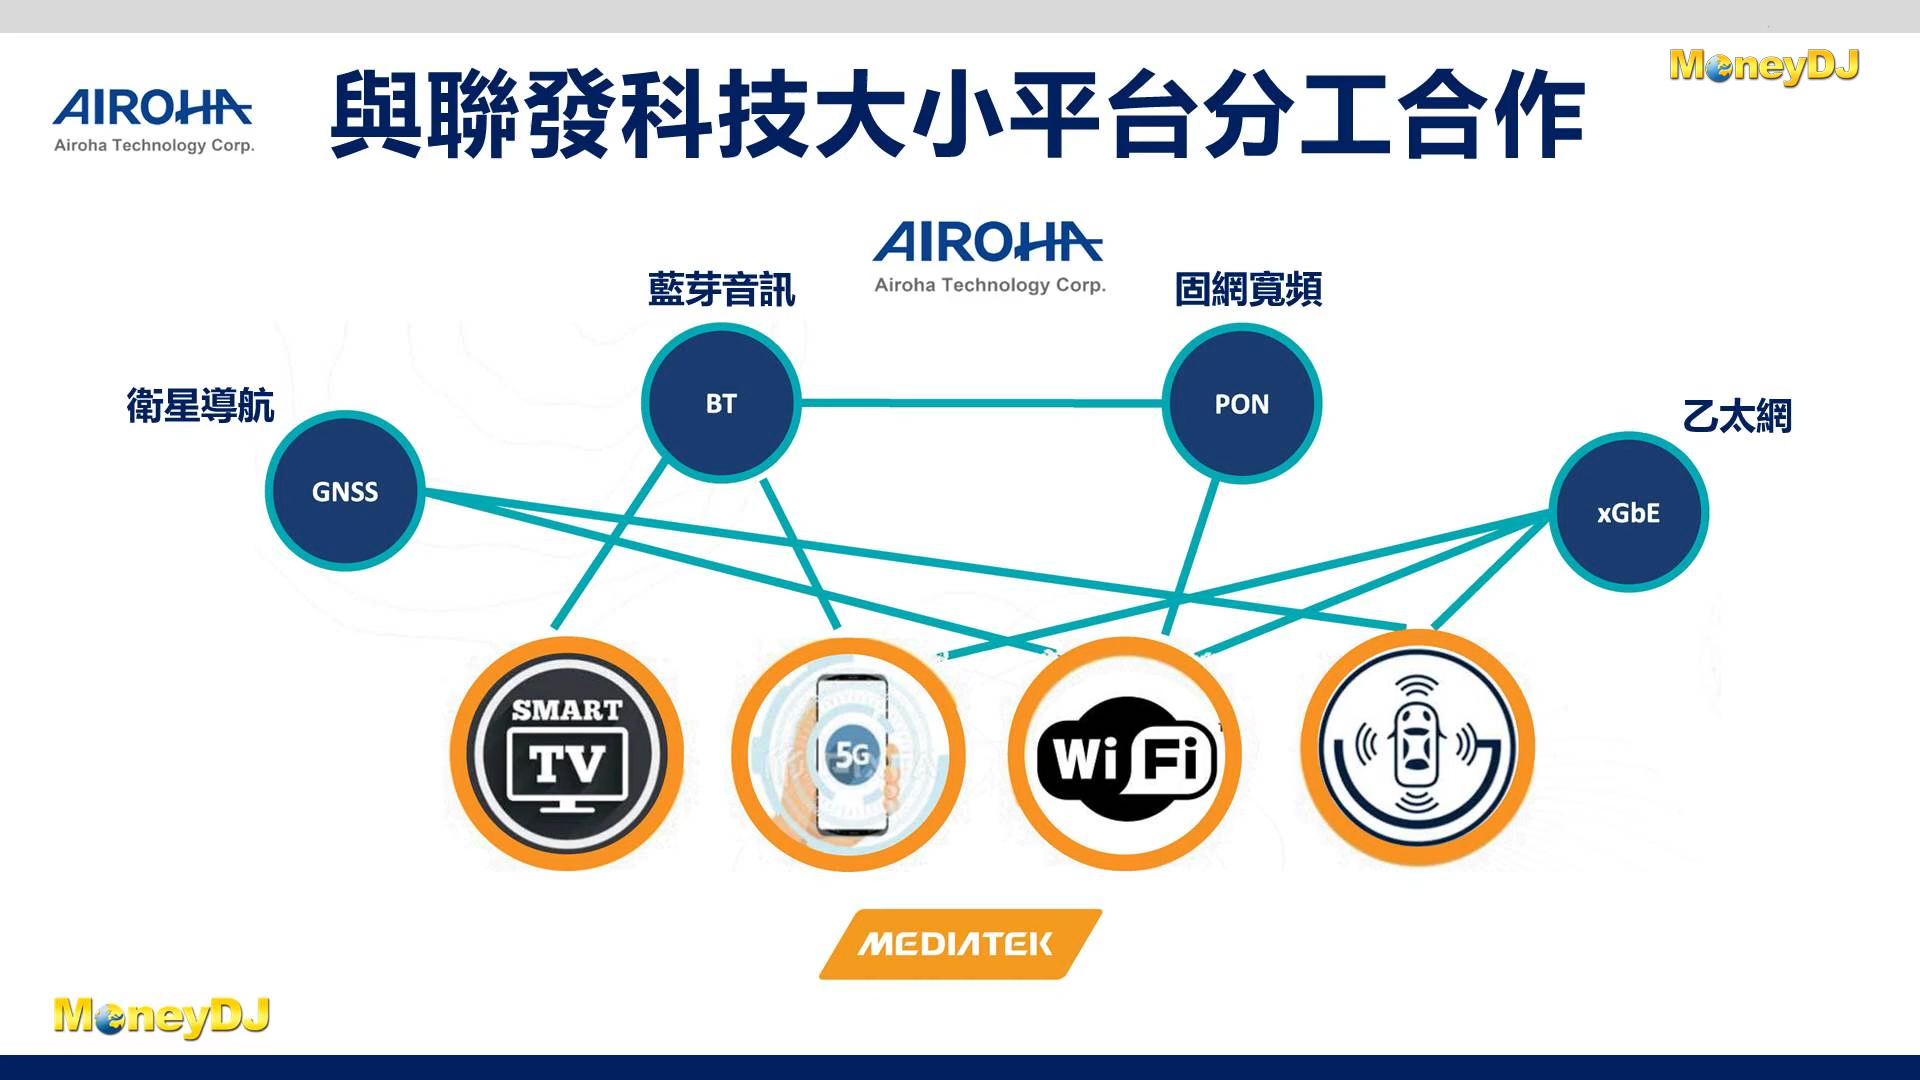 AIROHA
Airoha Technology Corp.
與聯發科技大小平台分工合作
MoneyDJ
AIROHA
Airoha Technology Corp.
藍芽音訊
固網寬頻
衛星導航
乙太網
BT
PON
GNSS
xGbE
SMART
TV
5G
Wi Fi
MEDIATEK
MoneyDJ